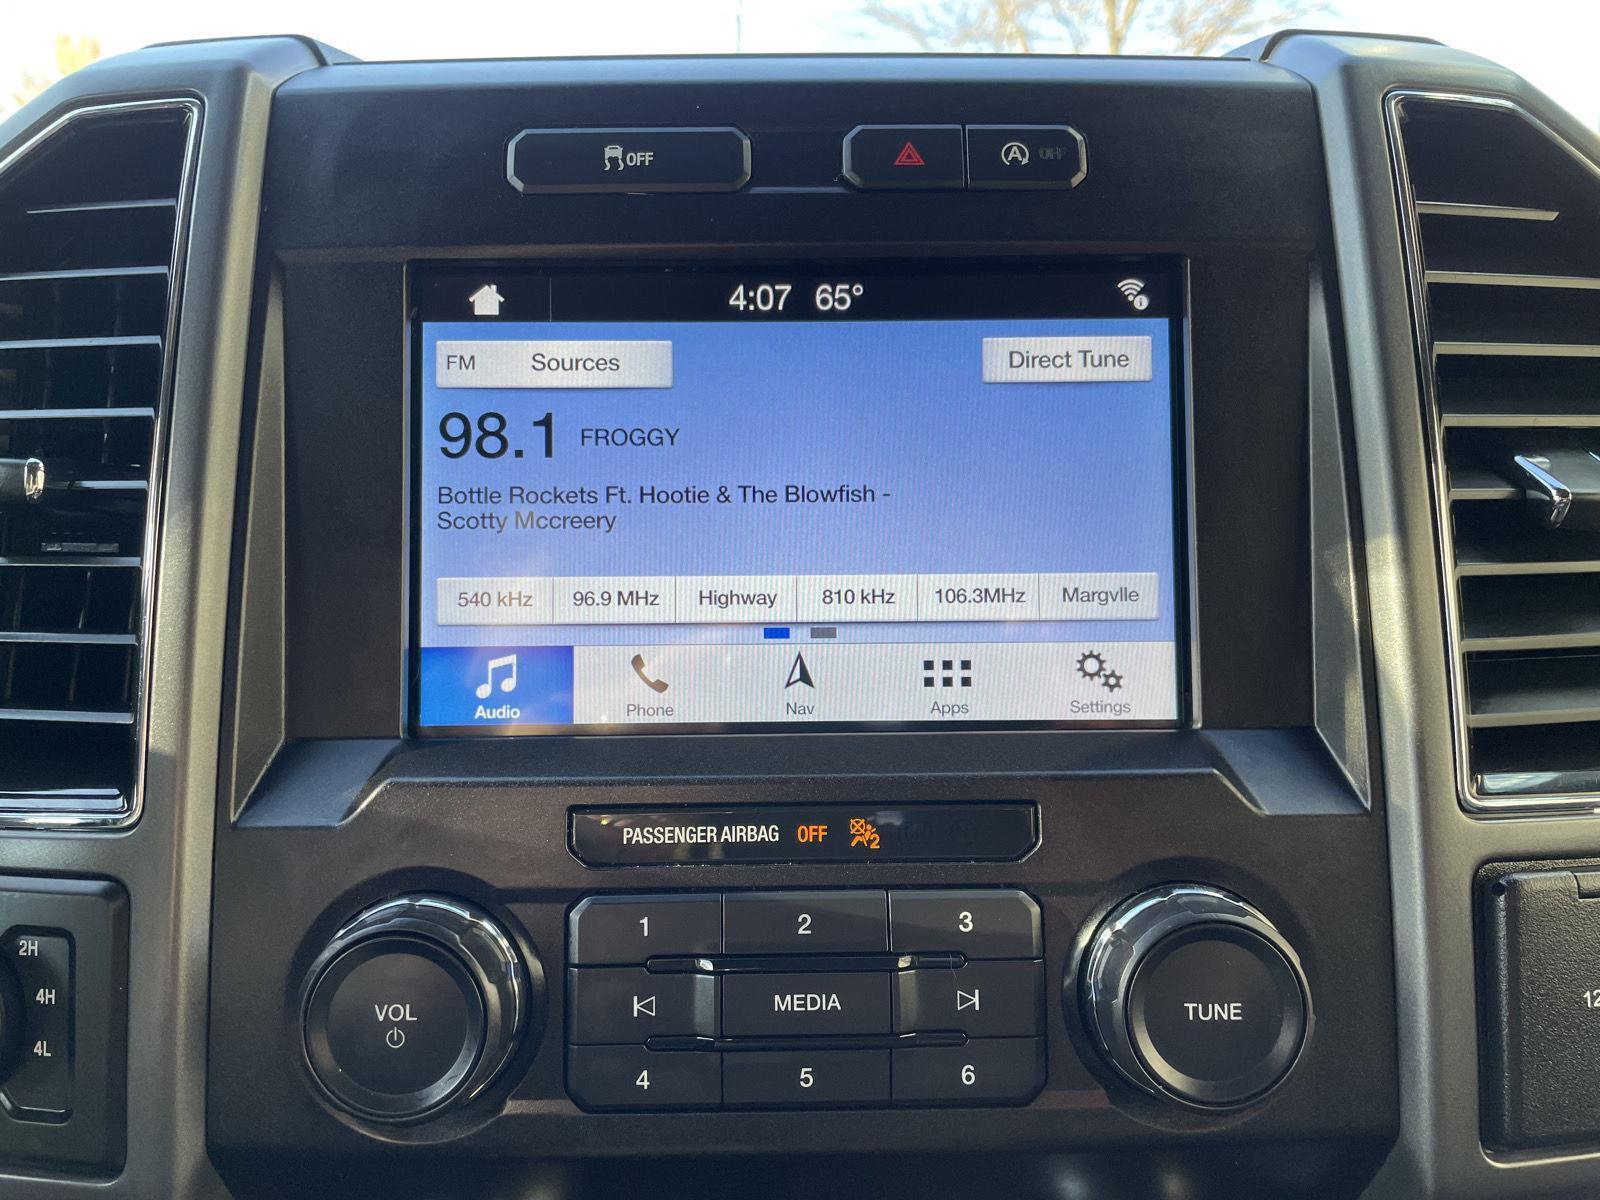 OFF
A OFF
4:07 65°
FM Sources
Direct Tune
98.1 FROGGY
Bottle Rockets Ft. Hootie & The Blowfish -
Scotty Mccreery
540 kHz 96.9 MHz Highway 810 kHz 106.3MHz Margvlle
Audio Phone Nav Apps Settings
PASSENGER AIRBAG OFF 2
1 2 3
MEDIA
4 5 6
VOL
TUNE
2H
4H
4L